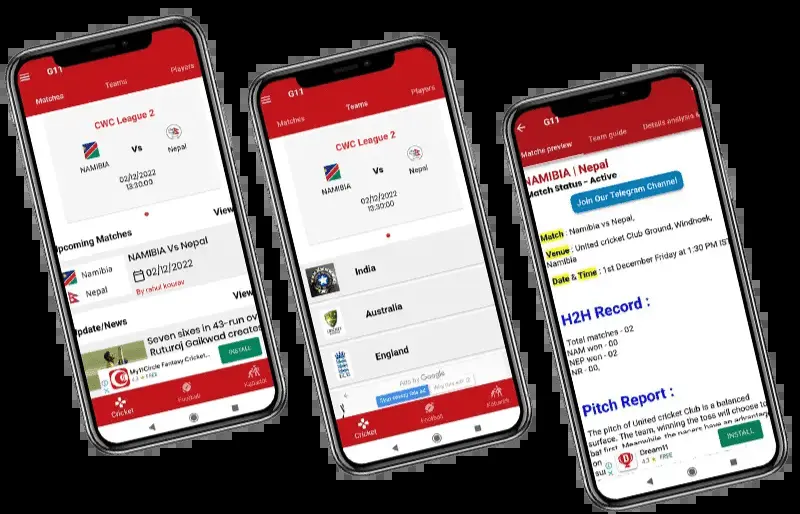 G11
Matches
Teams
Players
CWC League 2
NAMIBIA
Vs
Nepal
02/12/2022
13:30:00
Upcoming Matches
View
Namibia
Nepal
NAMIBIA Vs Nepal
02/12/2022
By rahul kourav
Update/News
View
Seven sixes in 43-run ov
Ruturaj Gaikwad creates
My11Circle Fantasy Cricket...
4.3 ★ FREE
INSTALL
Cricket
Football
Kabaddi
G11
Matches
Teams
Players
CWC League 2
NAMIBIA
Vs
Nepal
02/12/2022
13:30:00
India
Australia
England
Ads by Google
Stop seeing this ad
Why this ad?
Cricket
Football
Kabaddi
G11
Matche preview
Team guide
Details analysis &
NAMIBIA | Nepal
Match Status - Active
Join Our Telegram Channel
Match : Namibia vs Nepal,
Venue : United cricket Club Ground, Windhoek,
Namibia
Date & Time : 1st December Friday at 1:30 PM IST
H2H Record :
Total matches - 02
NAM won - 00
NEP won - 02
NR - 00,
Pitch Report :
The pitch of United cricket Club is a balanced
surface. The team, winning the toss will choose to
bat first. Meanwhile, the pacers have an advantage
on
su
Dream11
4.3 ★ FREE
INSTALL